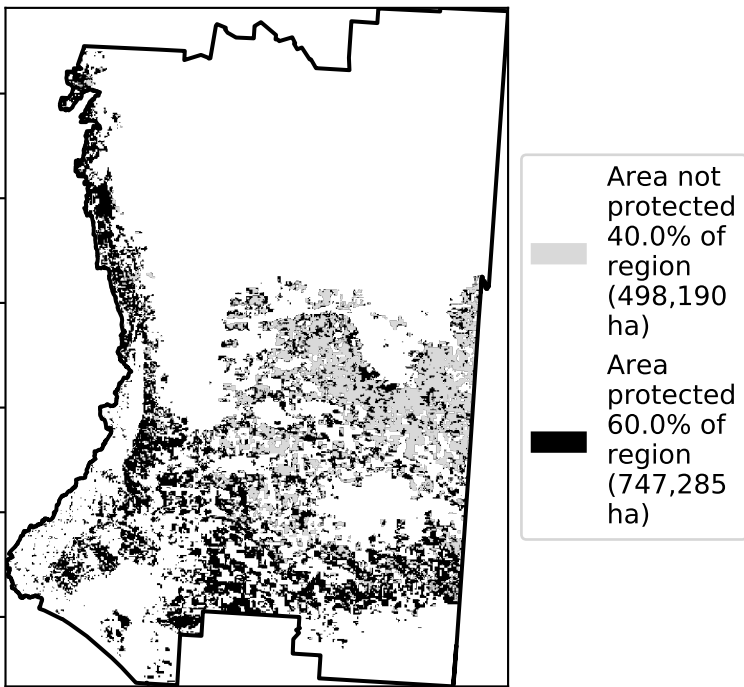 Area not
protected
40.0% of
region
(498,190
ha)
Area
protected
60.0% of
region
(747,285
ha)